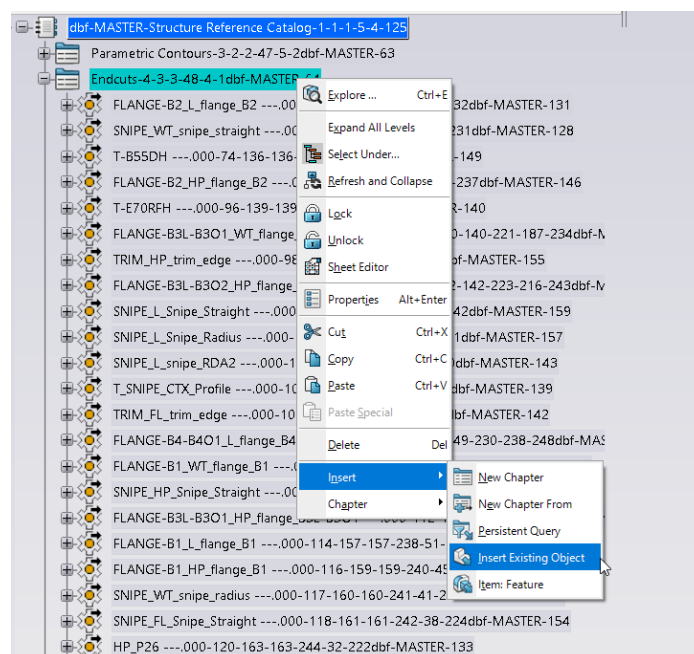 dbf-MASTER-Structure Reference Catalog-1-1-1-5-4-125
Parametric Contours-3-2-2-47-5-2dbf-MASTER-63
Endcuts-4-3-3-48-4-1dbf-MASTER-64
FLANGE-B2_L_flange_B2 ---.00 32dbf-MASTER-131
SNIPE_WT_snipe_straight ---.00 231dbf-MASTER-128
T-B55DH ---.000-74-136-136- -149
FLANGE-B2_HP_flange_B2 ---.0 -237dbf-MASTER-146
T-E70RFH ---.000-96-139-139 R-140
FLANGE-B3L-B3O1_WT_flange_ 0-140-221-187-234dbf-M
TRIM_HP_trim_edge ---.000-98 bf-MASTER-155
FLANGE-B3L-B3O2_HP_flange_ 2-142-223-216-243dbf-M
SNIPE_L_Snipe_Straight ---.000 42dbf-MASTER-159
SNIPE_L_Snipe_Radius ---.000- 1dbf-MASTER-157
SNIPE_L_snipe_RDA2 ---.000-1 dbf-MASTER-143
T_SNIPE_CTX_Profile ---.000-10 dbf-MASTER-139
TRIM_FL_trim_edge ---.000-10 bf-MASTER-142
FLANGE-B4-B4O1_L_flange_B4 49-230-238-248dbf-MAS
FLANGE-B1_WT_flange_B1 ---.
SNIPE_HP_Snipe_Straight ---.00
FLANGE-B3L-B3O1_HP_flange_
FLANGE-B1_L_flange_B1 ---.000-114-157-157-238-51-
FLANGE-B1_HP_flange_B1 ---.000-116-159-159-240-45
SNIPE_WT_snipe_radius ---.000-117-160-160-241-41-2
SNIPE_FL_Snipe_Straight ---.000-118-161-161-242-38-224dbf-MASTER-154
HP_P26 ---.000-120-163-163-244-32-222dbf-MASTER-133
Explore ... Ctrl+E
Expand All Levels
Select Under...
Refresh and Collapse
Lock
Unlock
Sheet Editor
Properties Alt+Enter
Cut Ctrl+X
Copy Ctrl+C
Paste Ctrl+V
Paste Special
Delete Del
Insert
Chapter
New Chapter
New Chapter From
Persistent Query
Insert Existing Object
Item: Feature